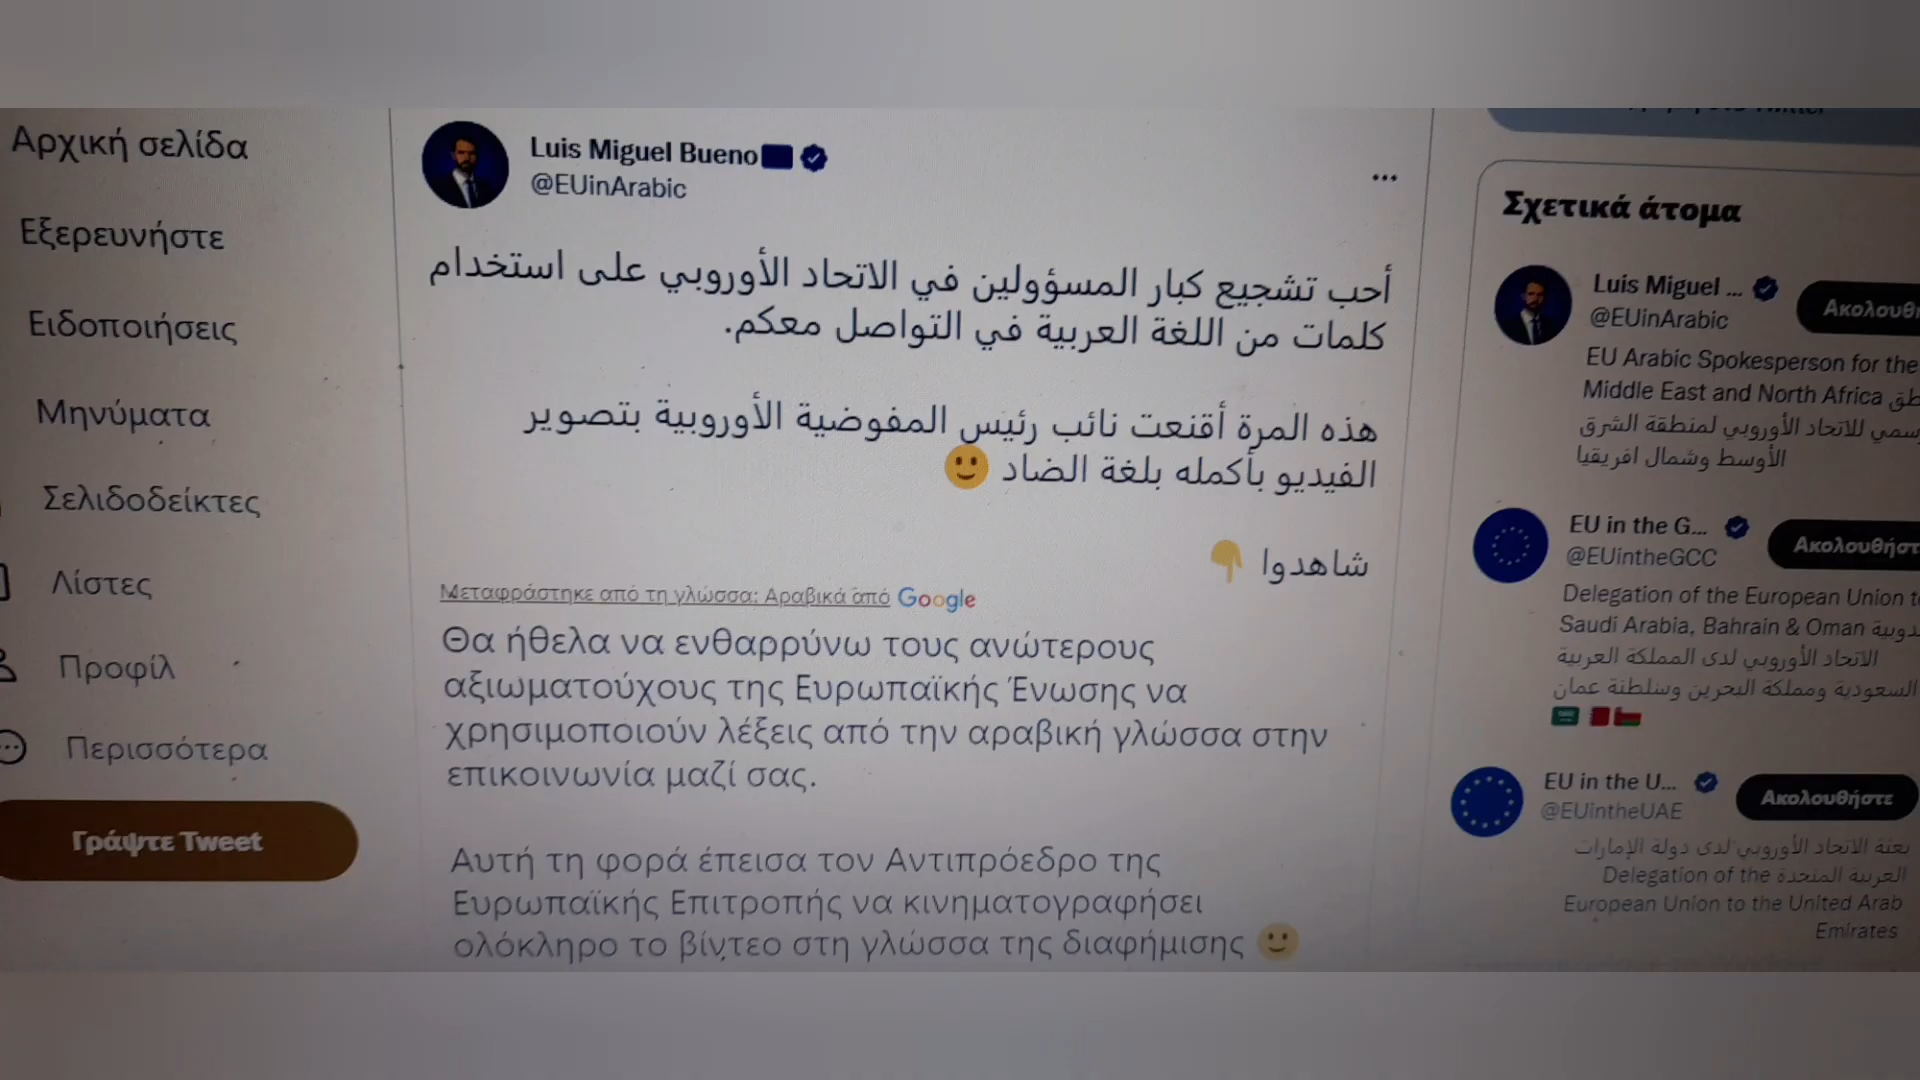 Αρχική σελίδα
Εξερευνήστε
Ειδοποιήσεις
Μηνύματα
Σελιδοδείκτες
Λίστες
Προφίλ
Περισσότερα
Γράψτε Tweet
Luis Miguel Bueno
@EUinArabic
أحب تشجيع كبار المسؤولين في الاتحاد الأوروبي على استخدام
كلمات من اللغة العربية في التواصل معكم.
هذه المرة أقنعت نائب رئيس المفوضية الأوروبية بتصوير
الفيديو بأكمله بلغة الضاد 🙂
شاهدوا 👇
Μεταφράστηκε από τη γλώσσα: Αραβικά από Google
Θα ήθελα να ενθαρρύνω τους ανώτερους
αξιωματούχους της Ευρωπαϊκής Ένωσης να
χρησιμοποιούν λέξεις από την αραβική γλώσσα στην
επικοινωνία μαζί σας.
Αυτή τη φορά έπεισα τον Αντιπρόεδρο της
Ευρωπαϊκής Επιτροπής να κινηματογραφήσει
ολόκληρο το βίντεο στη γλώσσα της διαφήμισης 🙂
Σχετικά άτομα
Luis Miguel ...
@EUinArabic
EU Arabic Spokesperson for the
Middle East and North Africa
للاتحاد الأوروبي لمنطقة الشرق
الأوسط وشمال افريقيا
EU in the G...
@EUintheGCC
Delegation of the European Union
Saudi Arabia, Bahrain & Oman
الاتحاد الأوروبي لدى المملكة العربية
السعودية ومملكة البحرين وسلطنة عمان
EU in the U...
@EUintheUAE
Ακολουθήστε
بعثة الاتحاد الأوروبي لدى دولة الإمارات
العربية المتحدة Delegation of the
European Union to the United Arab
Emirates